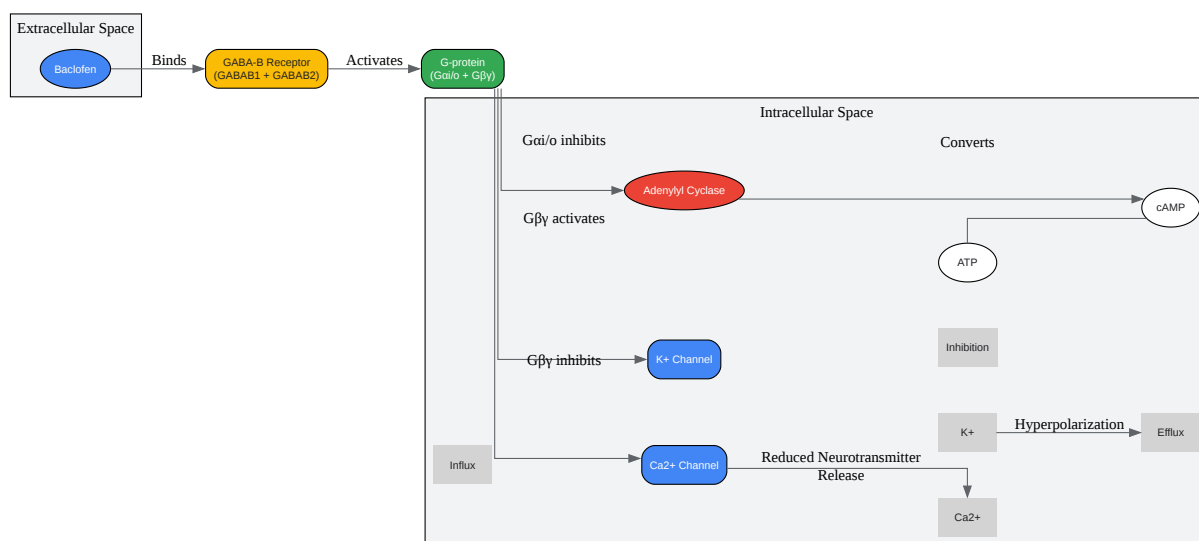 Extracellular Space
Baclofen
Binds
GABA-B Receptor
(GABAB1 + GABAB2)
Activates
G-protein
(Gαi/o + Gβγ)
Intracellular Space
Gαi/o inhibits
Converts
Adenylyl Cyclase
cAMP
Gβγ activates
ATP
Inhibition
Gβγ inhibits
K+ Channel
K+
Hyperpolarization
Efflux
Influx
Ca2+ Channel
Reduced Neurotransmitter
Release
Ca2+